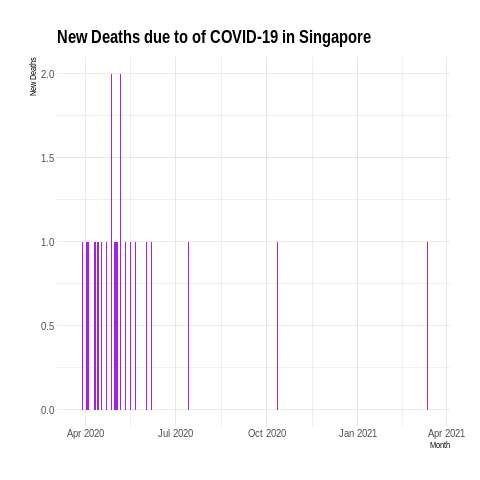 New Deaths due to of COVID-19 in Singapore
New Deaths
2.0
1.5
1.0
0.5
0.0
Apr 2020 Jul 2020 Oct 2020 Jan 2021 Apr 2021
Month